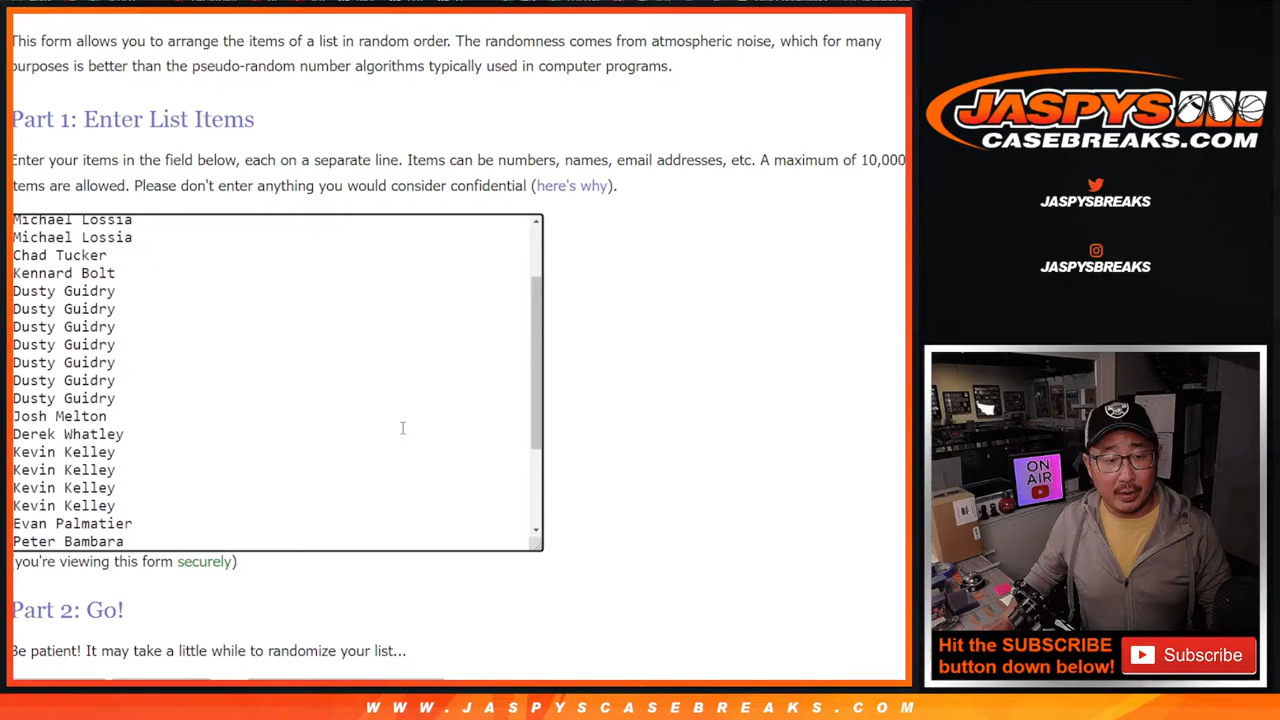 This form allows you to arrange the items of a list in random order. The randomness comes from atmospheric noise, which for many
purposes is better than the pseudo-random number algorithms typically used in computer programs.
Part 1: Enter List Items
Enter your items in the field below, each on a separate line. Items can be numbers, names, email addresses, etc. A maximum of 10,000
items are allowed. Please don't enter anything you would consider confidential (here's why).
Michael Lossia
Michael Lossia
Chad Tucker
Kennard Bolt
Dusty Guidry
Dusty Guidry
Dusty Guidry
Dusty Guidry
Dusty Guidry
Dusty Guidry
Dusty Guidry
Josh Melton
Derek Whatley
Kevin Kelley
Kevin Kelley
Kevin Kelley
Kevin Kelley
Evan Palmatier
Peter Bambara
(you're viewing this form securely)
Part 2: Go!
Be patient! It may take a little while to randomize your list...
JASPYS
CASEBREAKS.COM
JASPYSBREAKS
JASPYSBREAKS
ON
AIR
Hit the SUBSCRIBE
button down below!
Subscribe
WWW.JASPYSCASEBREAKS.COM